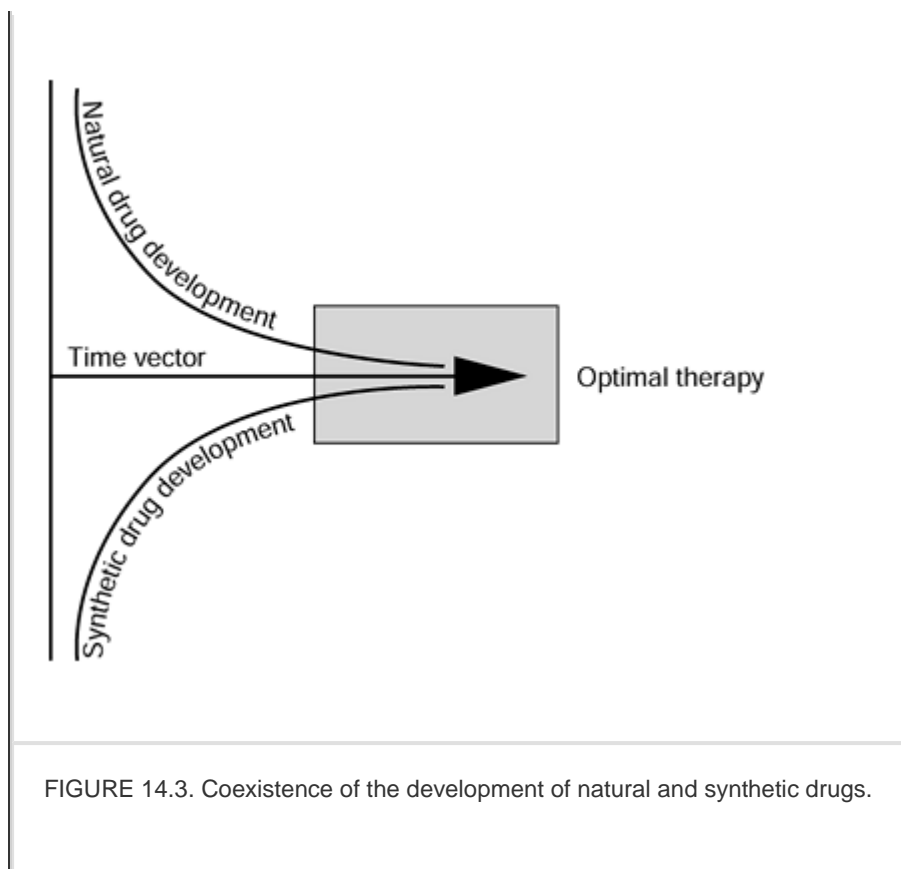 Natural drug development
Time vector
Optimal therapy
Synthetic drug development
FIGURE 14.3. Coexistence of the development of natural and synthetic drugs.